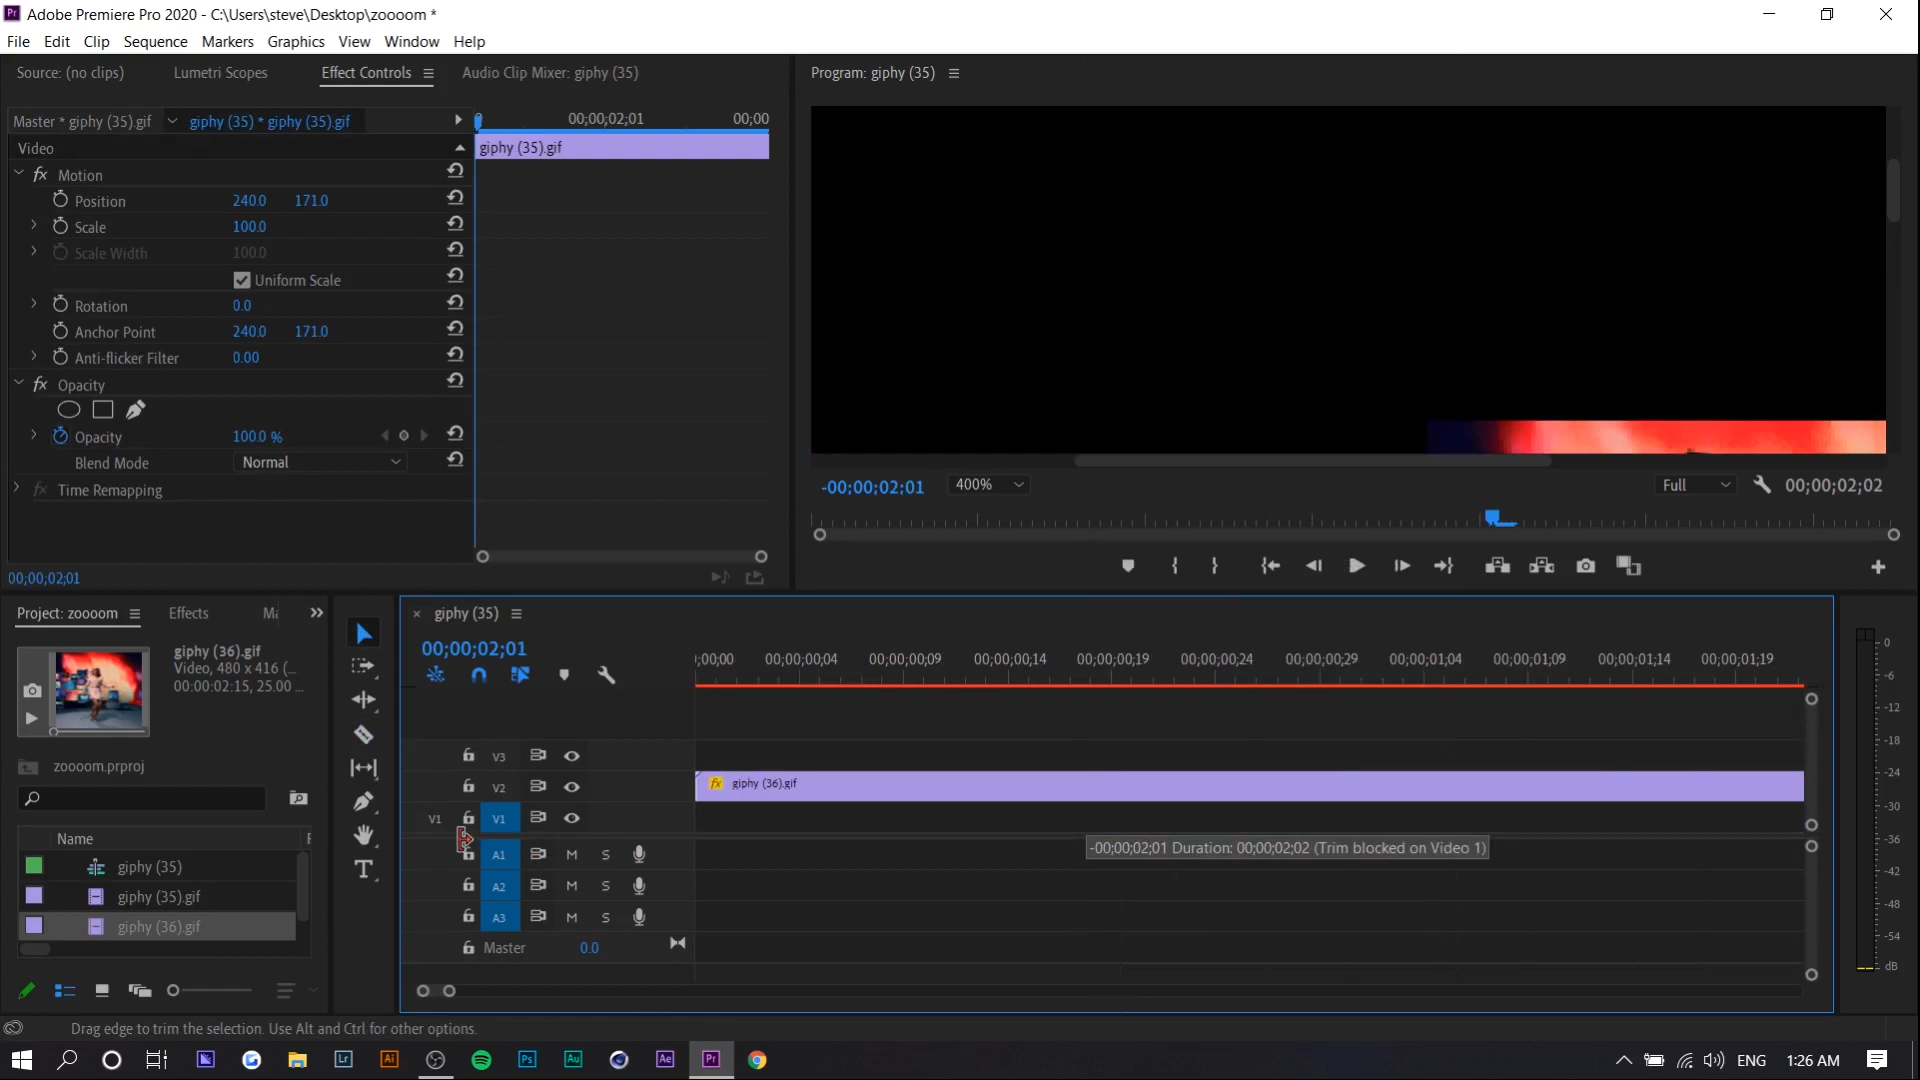 Adobe Premiere Pro 2020 - C:\Users\steve\Desktop\zoooom *
File Edit Clip Sequence Markers Graphics View Window Help
Source: (no clips) Lumetri Scopes Effect Controls Audio Clip Mixer: giphy (35)
Program: giphy (35)
Master * giphy (35).gif giphy (35) * giphy (35).gif
00;00;02;01 00;00
Video
giphy (35).gif
fx Motion
Position 240.0 171.0
Scale 100.0
Scale Width 100.0
Uniform Scale
Rotation 0.0
Anchor Point 240.0 171.0
Anti-flicker Filter 0.00
fx Opacity
Opacity 100.0 %
Blend Mode Normal
fx Time Remapping
00;00;02;01
-00;00;02;01 400% Full 00;00;02;02
Project: zoooom Effects
giphy (36).gif
Video, 480 x 416 (...
00:00:02:15, 25.00 ...
zoooom.prproj
Name
giphy (35)
giphy (35).gif
giphy (36).gif
giphy (35)
00;00;02;01
;00;00 00;00;00;04 00;00;00;09 00;00;00;14 00;00;00;19 00;00;00;24 00;00;00;29 00;00;01;04 00;00;01;09 00;00;01;14 00;00;01;19
V3
V2 fx giphy (36).gif
V1 V1
A1 M S
-00;00;02;01 Duration: 00;00;02;02 (Trim blocked on Video 1)
A2 M S
A3 M S
Master 0.0
0
-6
-12
-18
-24
-30
-36
-42
-48
-54
dB
Drag edge to trim the selection. Use Alt and Ctrl for other options.
Lr Ai Ps Au Ae Pr ENG 1:26 AM